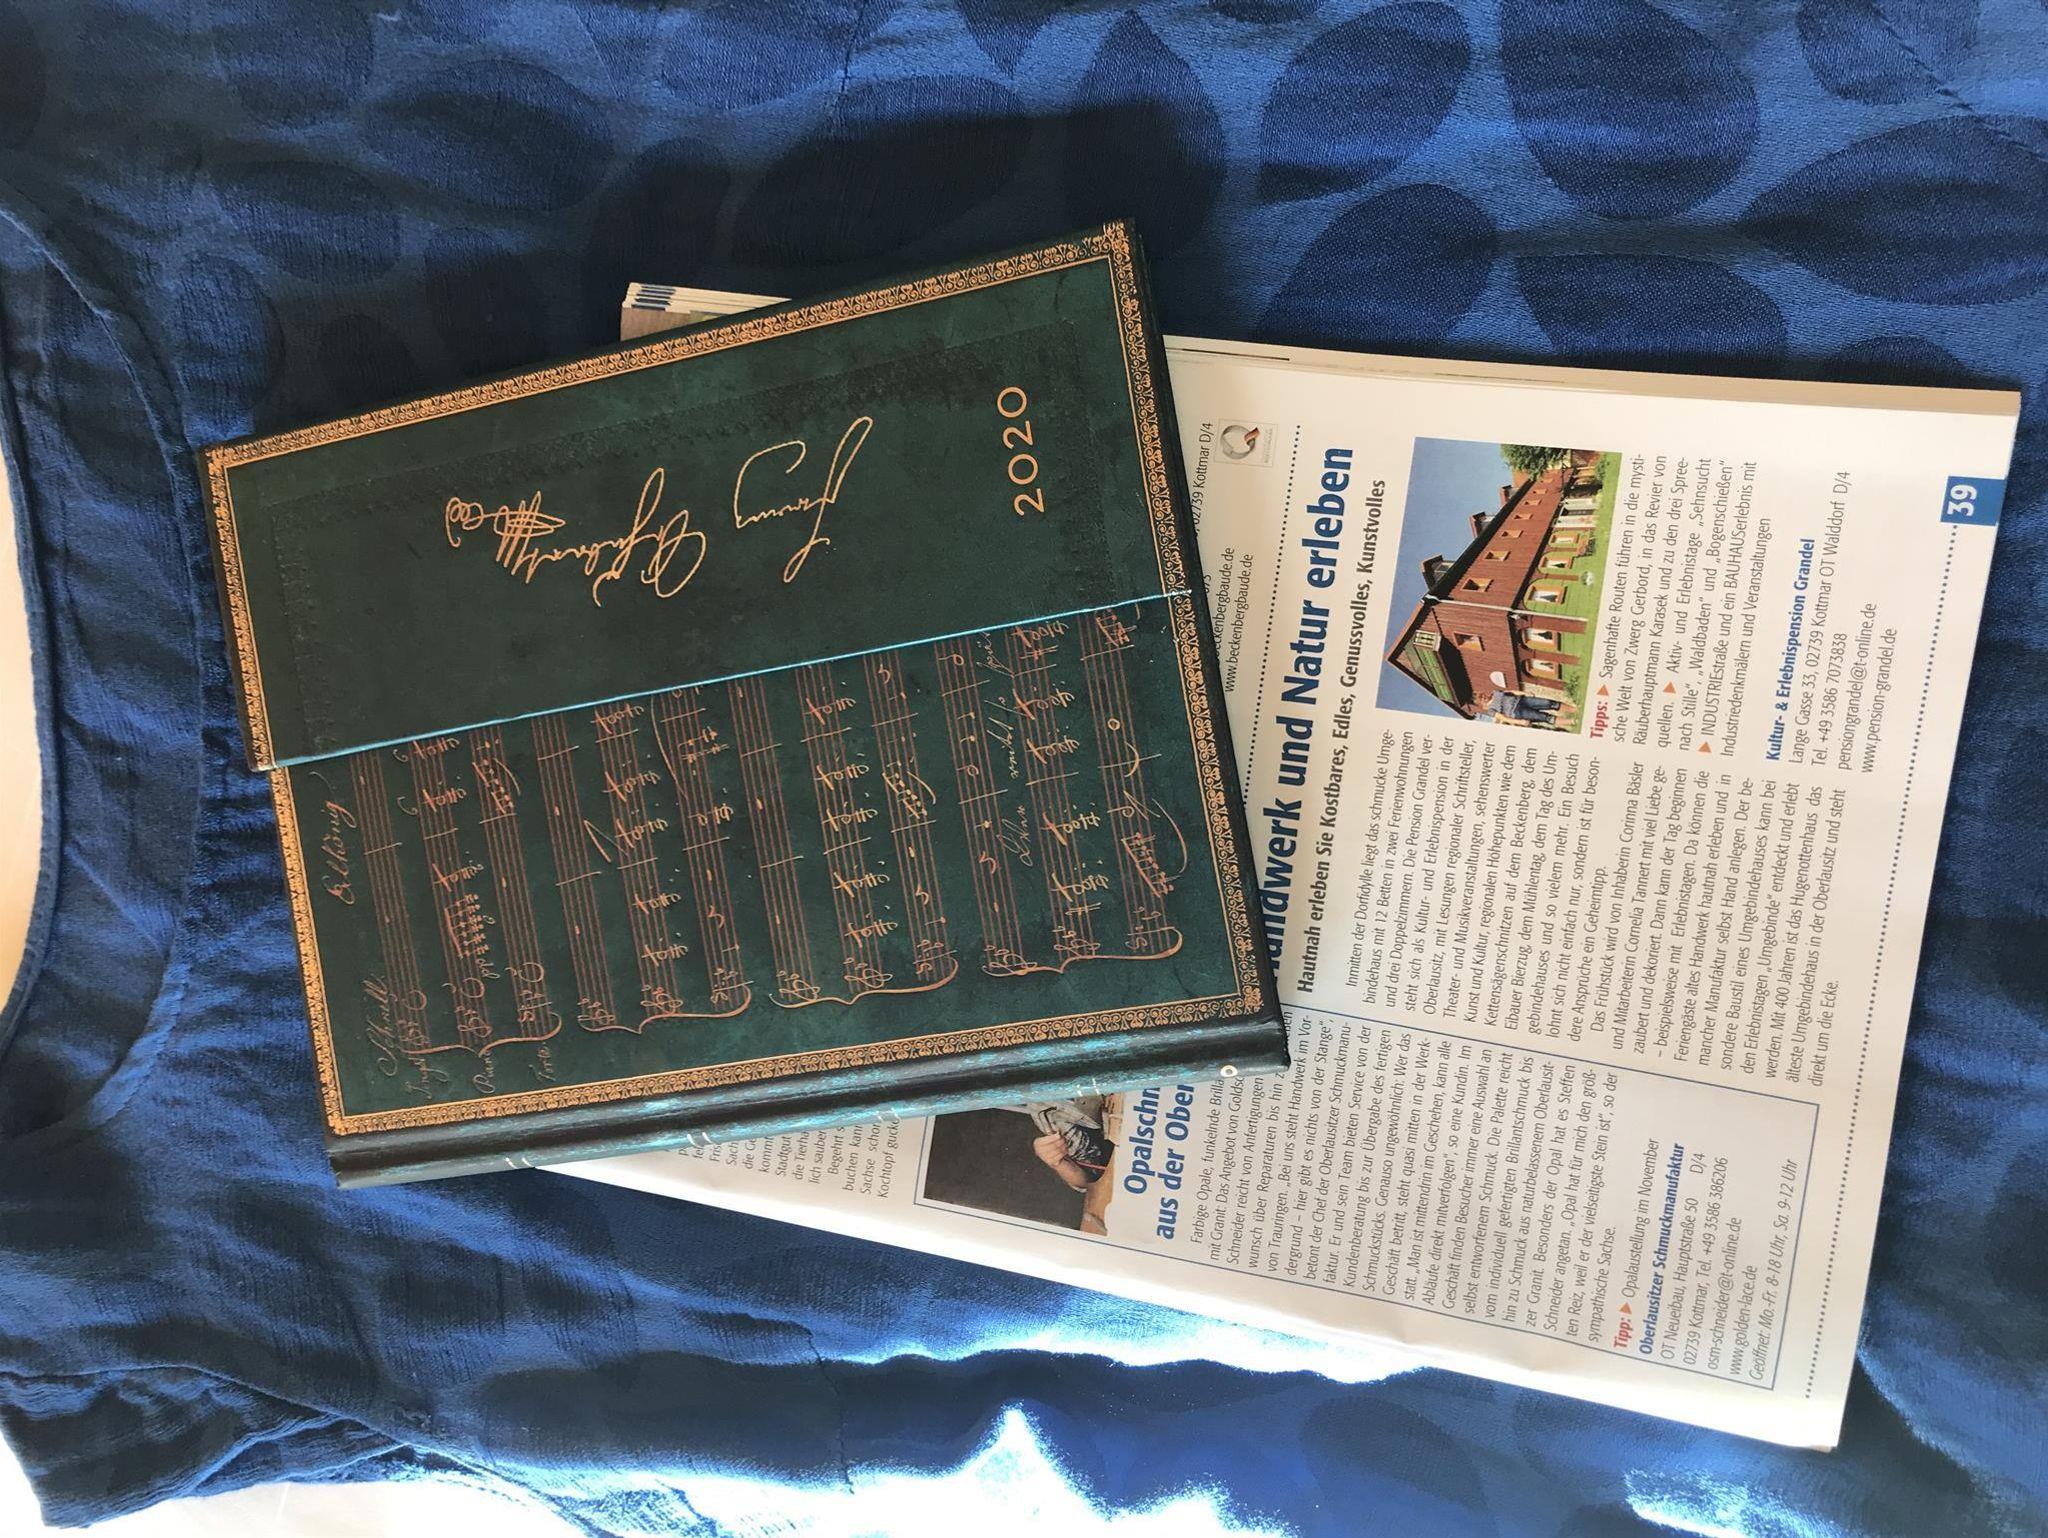 Schnell.
Erlkönig
Franz
Schubert
2020
, 02739 Kottmar D/4
www.beckenbergbaude.de
Handwerk und Natur erleben
Hautnah erleben Sie Kostbares, Edles, Genussvolles, Kunstvolles
Inmitten der Dorfidylle liegt das schmucke Umge-
bindehaus mit 12 Betten in zwei Ferienwohnungen
und drei Doppelzimmern. Die Pension Grandel ver-
steht sich als Kultur- und Erlebnispension in der
Oberlausitz, mit Lesungen regionaler Schriftsteller,
Theater- und Musikveranstaltungen, sehenswerter
Kunst und Kultur, regionalen Höhepunkten wie dem
Kettensägenschnitzen auf dem Beckenberg, dem
Eibauer Bierzug, dem Mühlentag, dem Tag des Um-
gebindehauses und so vielem mehr. Ein Besuch
lohnt sich nicht einfach nur, sondern ist für beson-
dere Ansprüche ein Geheimtipp.
Das Frühstück wird von Inhaberin Corinna Bäsler
und Mitarbeiterin Cornelia Tannert mit viel Liebe ge-
zaubert und dekoriert. Dann kann der Tag beginnen
– beispielsweise mit Erlebnistagen. Da können die
Feriengäste altes Handwerk hautnah erleben und in
mancher Manufaktur selbst Hand anlegen. Der be-
sondere Baustil eines Umgebindehauses kann bei
den Erlebnistagen „Umgebinde“ entdeckt und erlebt
werden. Mit 400 Jahren ist das Hugenottenhaus das
älteste Umgebindehaus in der Oberlausitz und steht
direkt um die Ecke.
Tipps: ▶ Sagenhafte Routen führen in die mysti-
sche Welt von Zwerg Gerbord, in das Revier von
Räuberhauptmann Karasek und zu den drei Spree-
quellen. ▶ Aktiv- und Erlebnistage „Sehnsucht
nach Stille“, „Waldbaden“ und „Bogenschießen“
▶ INDUSTRIEstraße und ein BAUHAUSerlebnis mit
Industriedenkmälern und Veranstaltungen
Kultur- & Erlebnispension Grandel
Lange Gasse 33, 02739 Kottmar OT Walddorf D/4
Tel. +49 3586 7073838
pensiongrandel@t-online.de
www.pension-grandel.de
39
Sachse schor
Kochtopf gucke
Opalschm
aus der Ober
Farbige Opale, funkelnde Brilla
mit Granit: Das Angebot von Goldsc
Schneider reicht von Anfertigungen
wunsch über Reparaturen bis hin z
von Trauringen. „Bei uns steht Handwerk im Vor-
dergrund – hier gibt es nichts von der Stange“,
betont der Chef der Oberlausitzer Schmuckmanu-
faktur. Er und sein Team bieten Service von der
Kundenberatung bis zur Übergabe des fertigen
Schmuckstücks. Genauso ungewöhnlich: Wer das
Geschäft betritt, steht quasi mitten in der Werk-
statt. „Man ist mittendrin im Geschehen, kann alle
Abläufe direkt mitverfolgen“, so eine Kundin. Im
Geschäft finden Besucher immer eine Auswahl an
selbst entworfenem Schmuck. Die Palette reicht
vom individuell gefertigten Brillantschmuck bis
hin zu Schmuck aus naturbelassenem Oberlausit-
zer Granit. Besonders der Opal hat es Steffen
Schneider angetan. „Opal hat für mich den größ-
ten Reiz, weil er der vielseitigste Stein ist“, so der
sympathische Sachse.
Tipp: ▶ Opalausstellung im November
Oberlausitzer Schmuckmanufaktur
OT Neueibau, Hauptstraße 50 D/4
02739 Kottmar, Tel. +49 3586 386206
osm-schneider@t-online.de
www.golden-lace.de
Geöffnet: Mo.-Fr. 8-18 Uhr, Sa. 9-12 Uhr